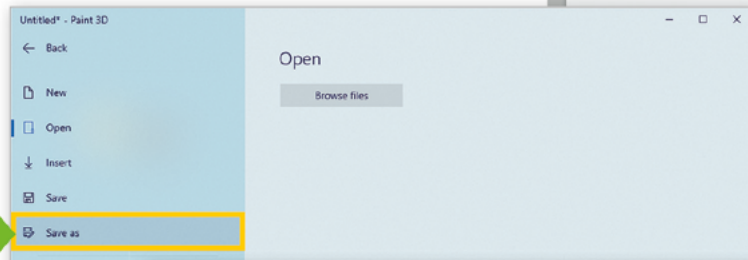 Untitled* - Paint 3D
Back
Open
Browse files
New
Open
Insert
Save
Save as